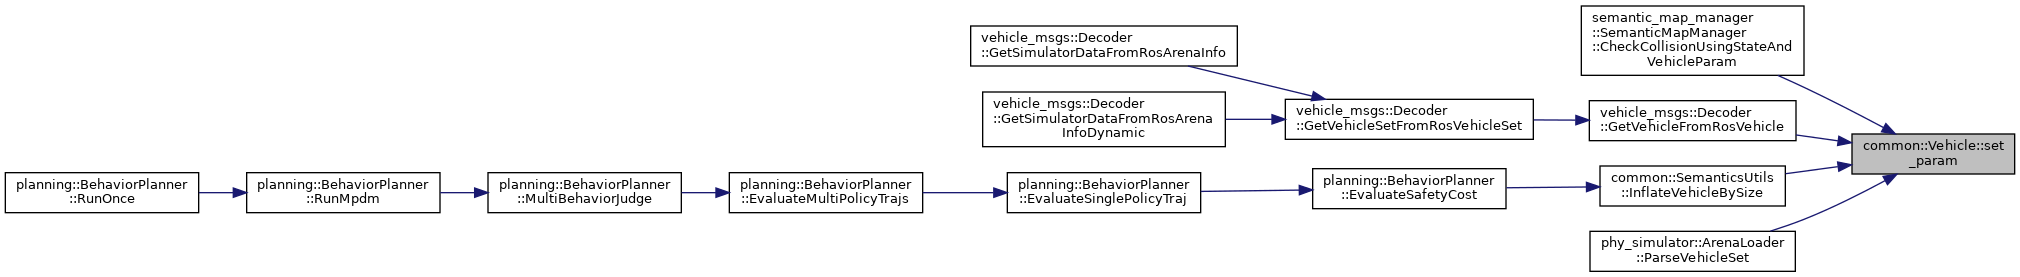 semantic_map_manager
::SemanticMapManager
::CheckCollisionUsingStateAnd
VehicleParam
vehicle_msgs::Decoder
::GetSimulatorDataFromRosArenaInfo
vehicle_msgs::Decoder
::GetSimulatorDataFromRosArena
InfoDynamic
vehicle_msgs::Decoder
::GetVehicleSetFromRosVehicleSet
vehicle_msgs::Decoder
::GetVehicleFromRosVehicle
common::Vehicle::set
_param
planning::BehaviorPlanner
::RunOnce
planning::BehaviorPlanner
::RunMpdm
planning::BehaviorPlanner
::MultiBehaviorJudge
planning::BehaviorPlanner
::EvaluateMultiPolicyTrajs
planning::BehaviorPlanner
::EvaluateSinglePolicyTraj
planning::BehaviorPlanner
::EvaluateSafetyCost
common::SemanticsUtils
::InflateVehicleBySize
phy_simulator::ArenaLoader
::ParseVehicleSet